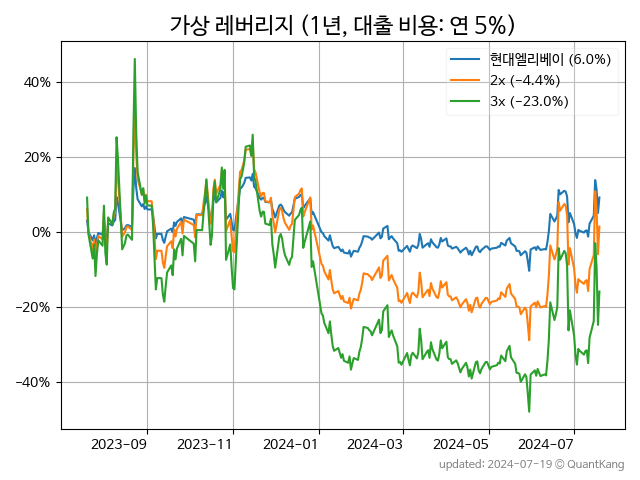 가상 레버리지 (1년, 대출 비용: 연 5%)
현대엘리베이 (6.0%)
2x (−4.4%)
3x (−23.0%)
40%
20%
0%
−20%
−40%
2023-09 2023-11 2024-01 2024-03 2024-05 2024-07
updated: 2024-07-19 © QuantKang